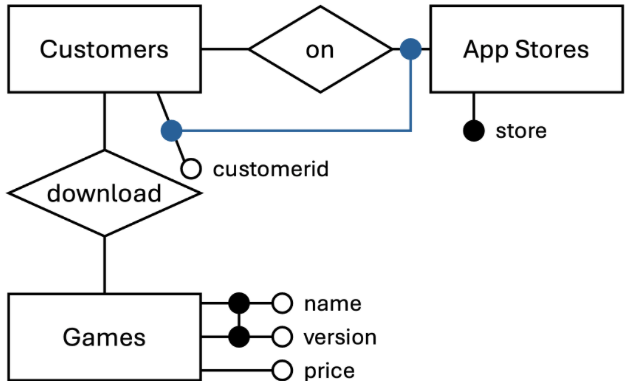 Customers
on
App Stores
store
customerid
download
name
Games
version
price